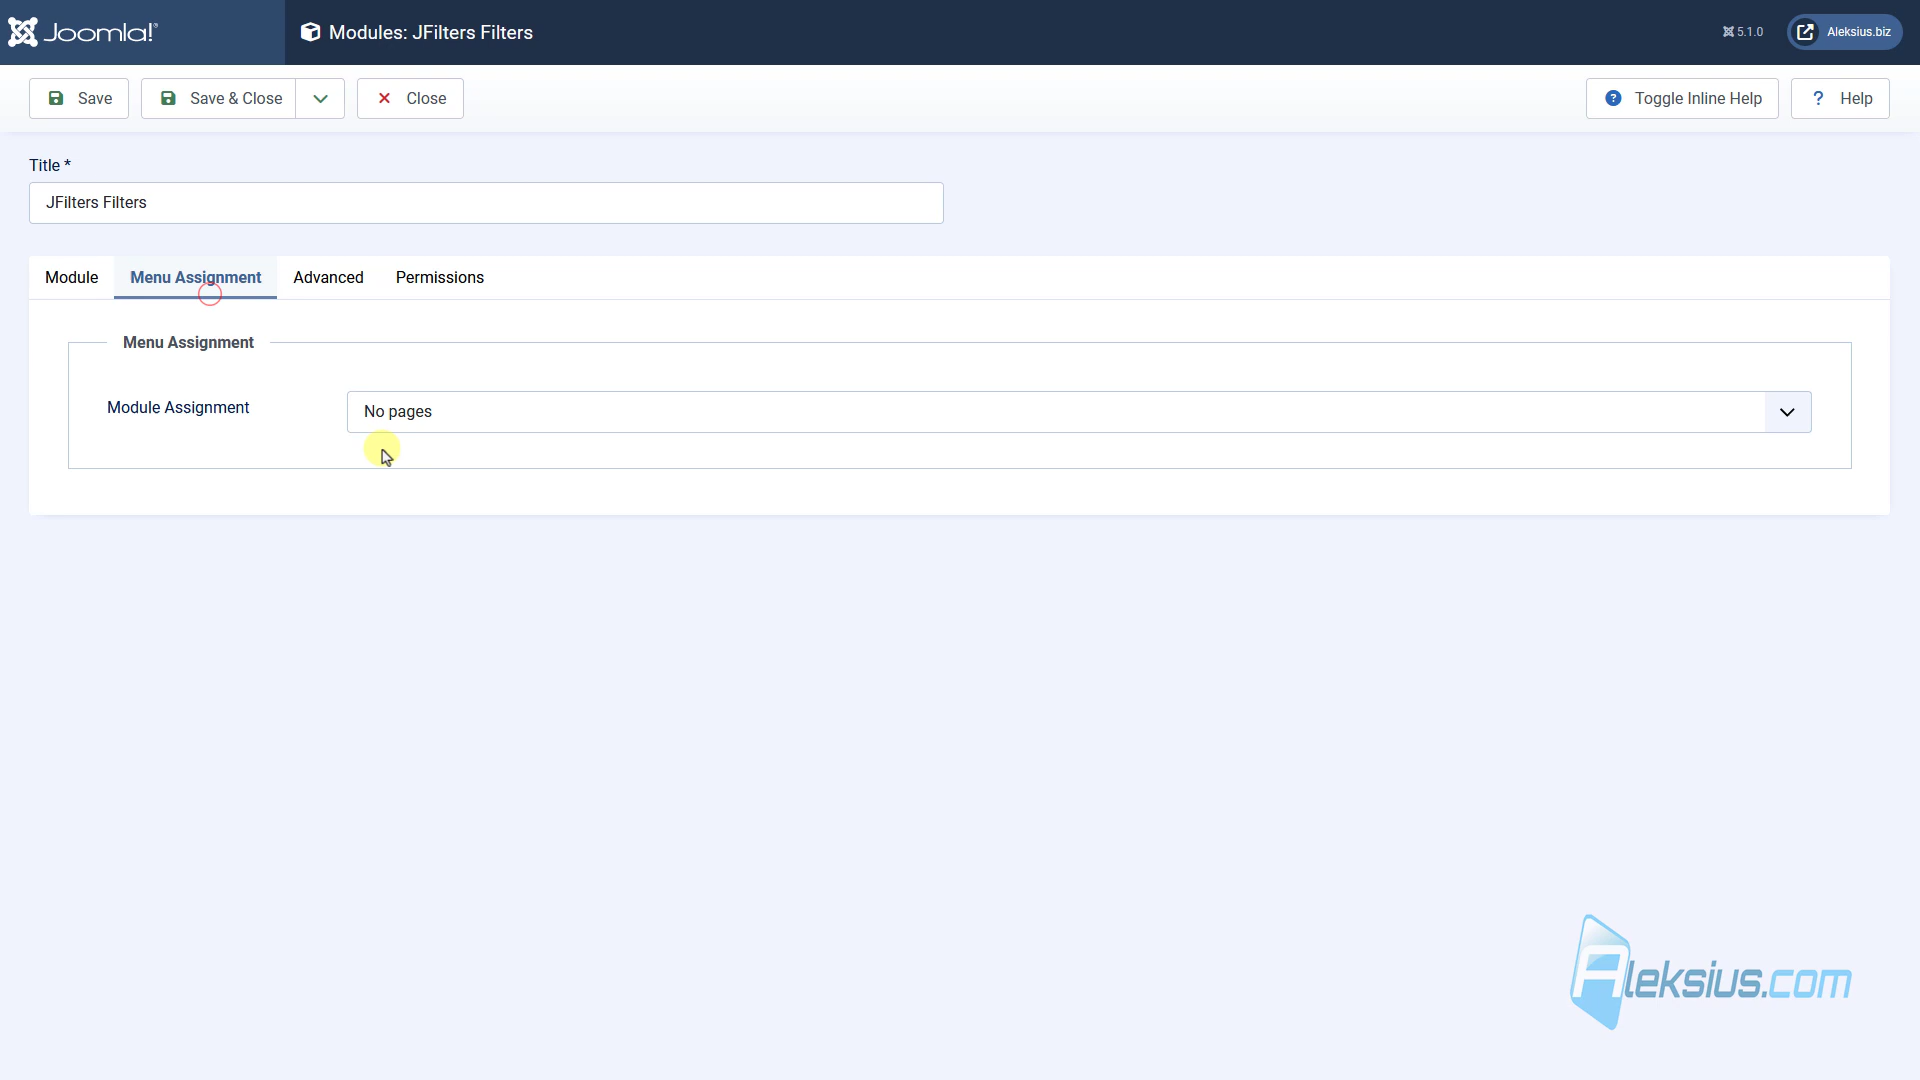 Joomla!
Modules: JFilters Filters
5.1.0
Aleksius.biz
Save
Save & Close
Close
Toggle Inline Help
Help
Title *
JFilters Filters
Module
Menu Assignment
Advanced
Permissions
Menu Assignment
Module Assignment
No pages
Aleksius.com